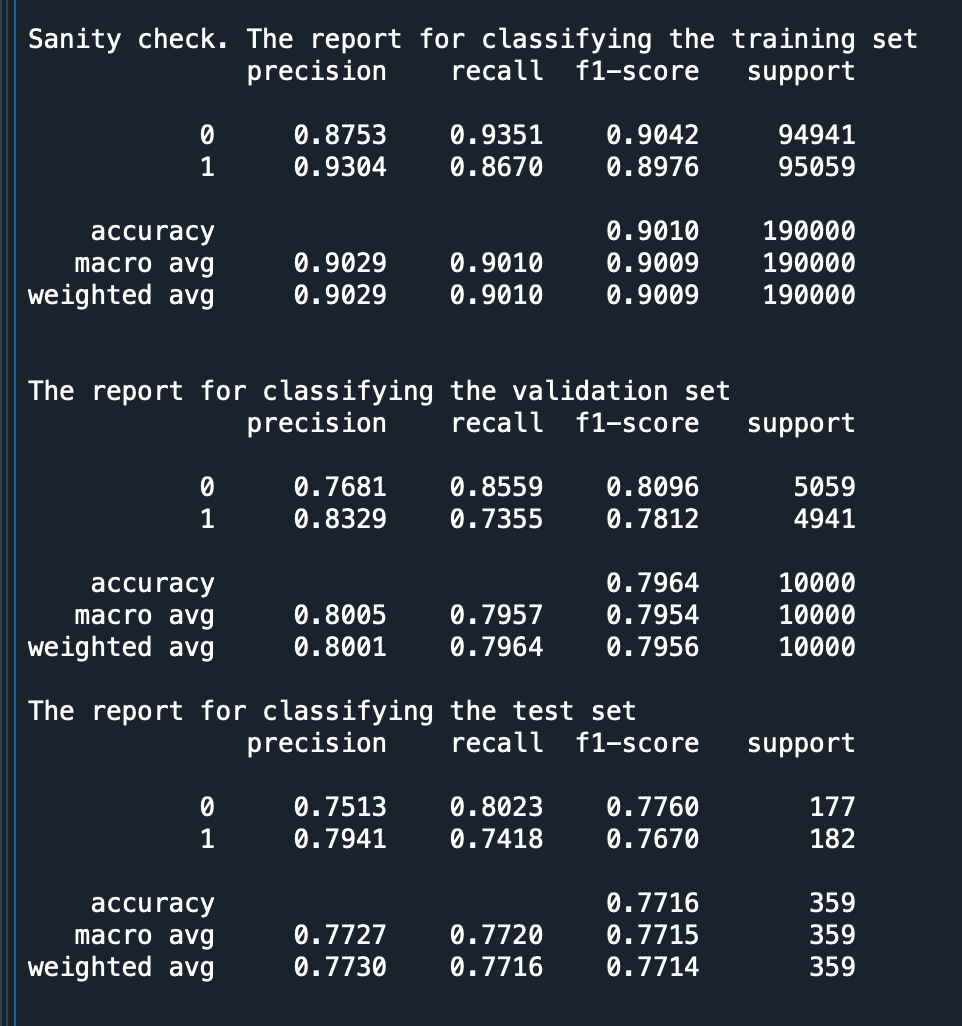 Sanity check. The report for classifying the training set
precision recall f1-score support
0 0.8753 0.9351 0.9042 94941
1 0.9304 0.8670 0.8976 95059
accuracy 0.9010 190000
macro avg 0.9029 0.9010 0.9009 190000
weighted avg 0.9029 0.9010 0.9009 190000
The report for classifying the validation set
precision recall f1-score support
0 0.7681 0.8559 0.8096 5059
1 0.8329 0.7355 0.7812 4941
accuracy 0.7964 10000
macro avg 0.8005 0.7957 0.7954 10000
weighted avg 0.8001 0.7964 0.7956 10000
The report for classifying the test set
precision recall f1-score support
0 0.7513 0.8023 0.7760 177
1 0.7941 0.7418 0.7670 182
accuracy 0.7716 359
macro avg 0.7727 0.7720 0.7715 359
weighted avg 0.7730 0.7716 0.7714 359